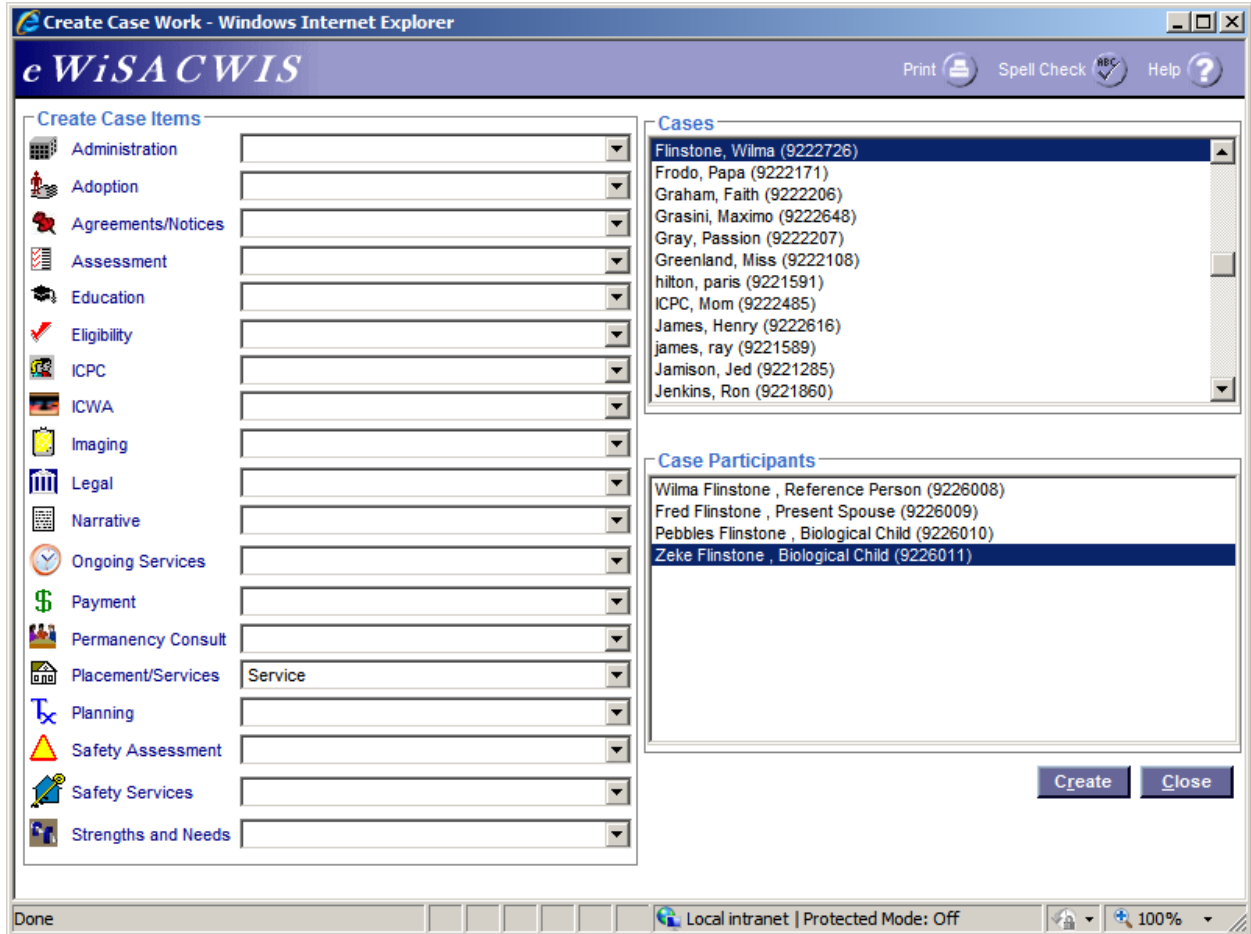 Create Case Work - Windows Internet Explorer
eWiSACWIS
Print
Spell Check
ABC
Help
?
Create Case Items
Administration
Adoption
Agreements/Notices
Assessment
Education
Eligibility
ICPC
ICWA
Imaging
Legal
Narrative
Ongoing Services
$ Payment
Permanency Consult
Placement/Services Service
Tx Planning
Safety Assessment
Safety Services
Strengths and Needs
Cases
Flinstone, Wilma (9222726)
Frodo, Papa (9222171)
Graham, Faith (9222206)
Grasini, Maximo (9222648)
Gray, Passion (9222207)
Greenland, Miss (9222108)
hilton, paris (9221591)
ICPC, Mom (9222485)
James, Henry (9222616)
james, ray (9221589)
Jamison, Jed (9221285)
Jenkins, Ron (9221860)
Case Participants
Wilma Flinstone , Reference Person (9226008)
Fred Flinstone , Present Spouse (9226009)
Pebbles Flinstone , Biological Child (9226010)
Zeke Flinstone , Biological Child (9226011)
Create
Close
Done
Local intranet | Protected Mode: Off
100%